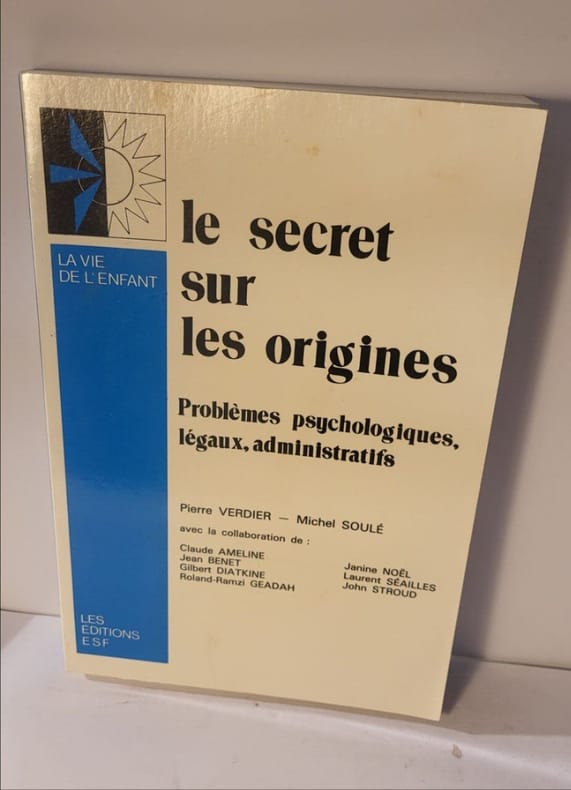 LA VIE
DE L'ENFANT
le secret
sur
les origines
Problèmes psychologiques,
légaux, administratifs
Pierre VERDIER — Michel SOULÉ
avec la collaboration de :
Claude AMELINE
Jean BENET
Gilbert DIATKINE
Roland-Ramzi GEADAH
Janine NOËL
Laurent SÉAILLES
John STROUD
LES
EDITIONS
ESF